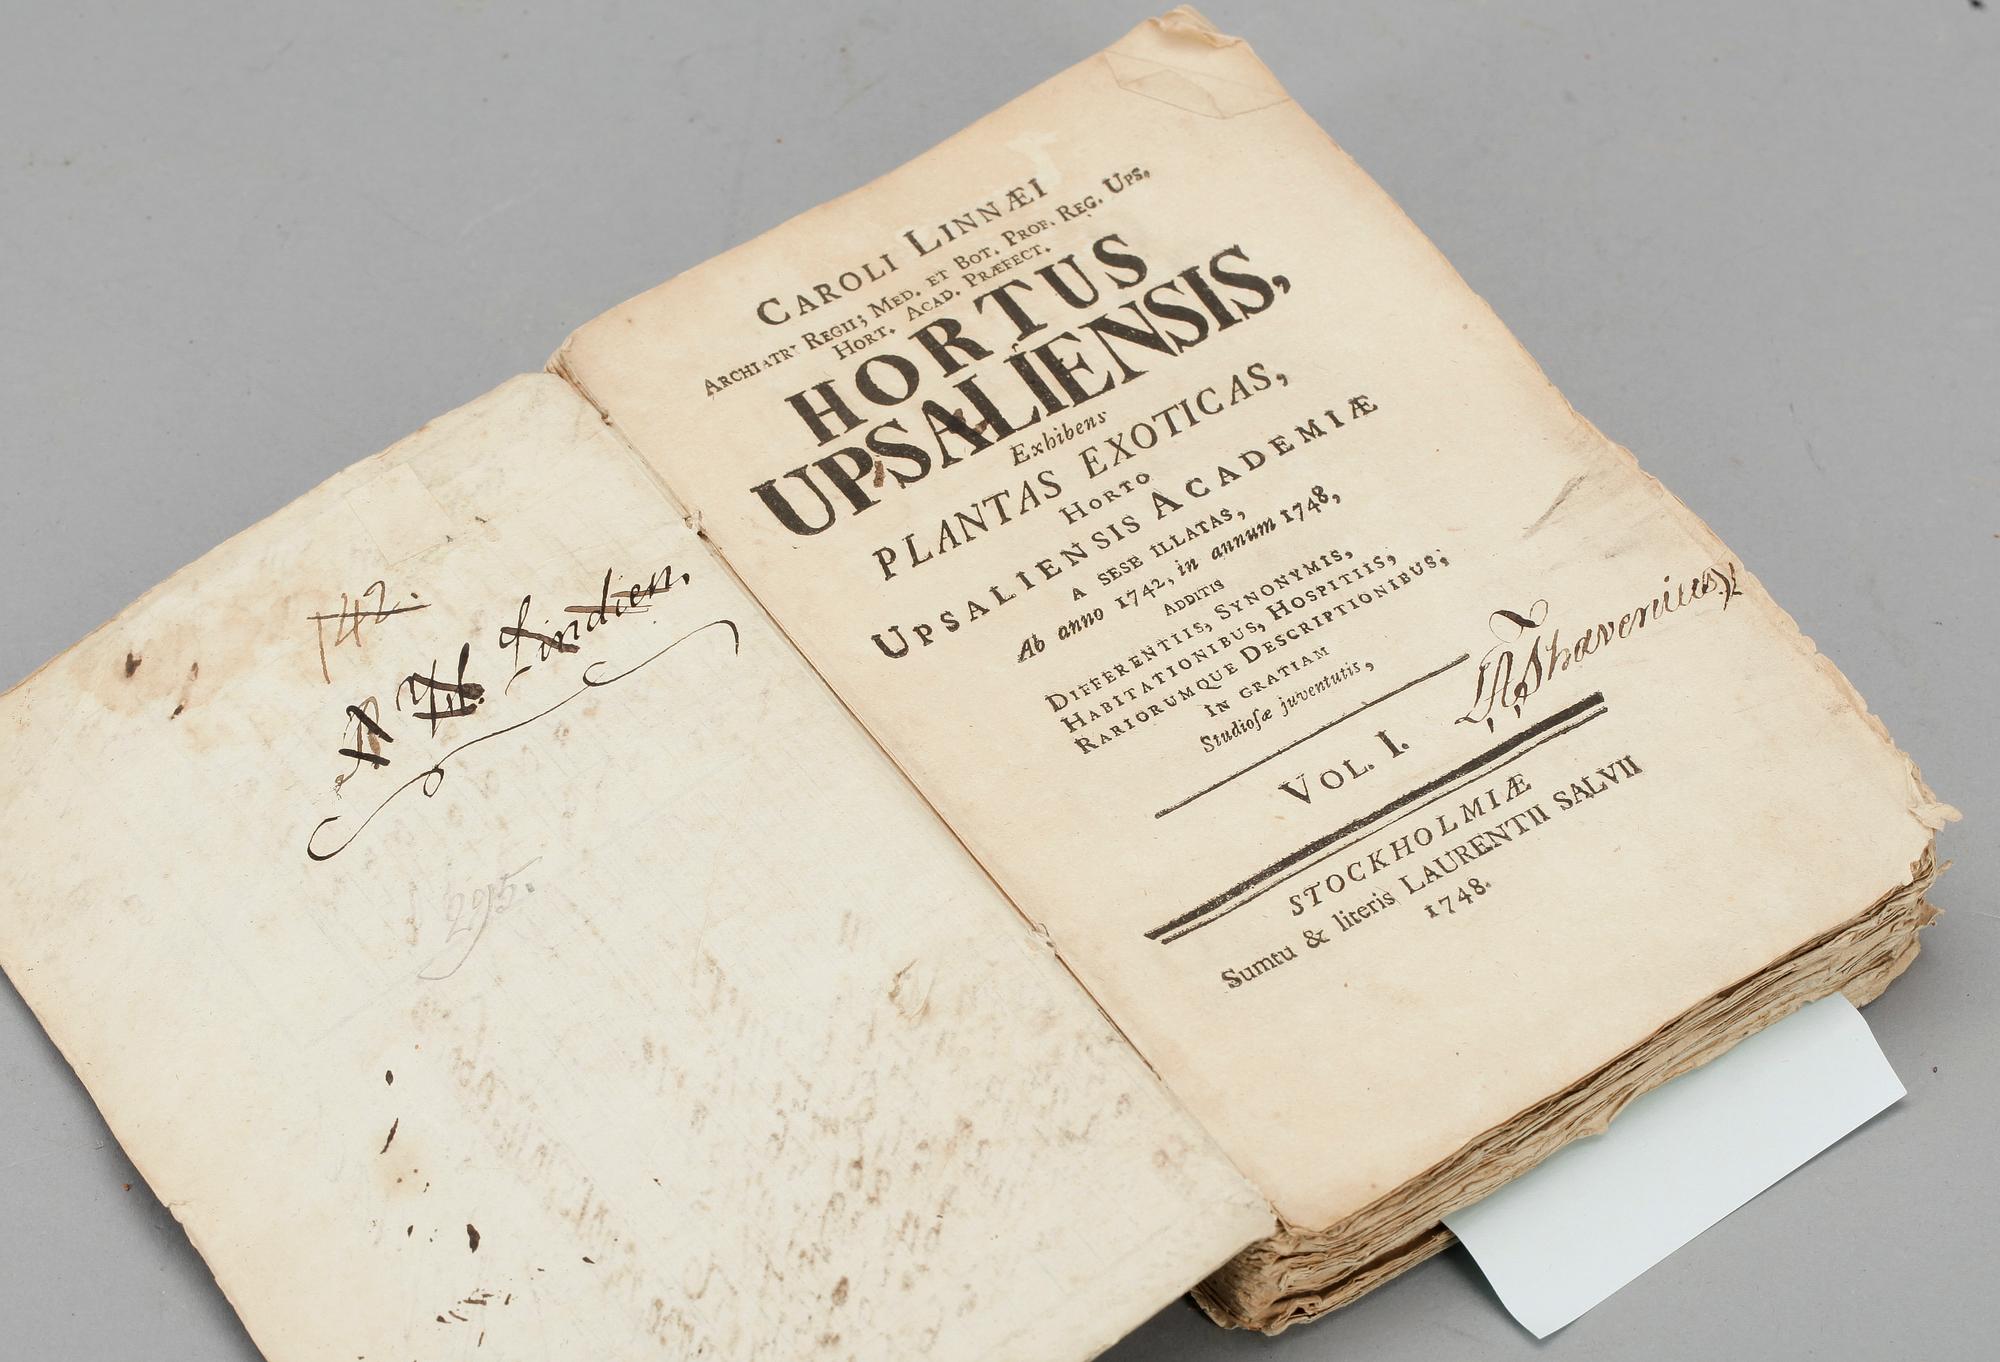 142.
Lindien,
295.
CAROLI LINNÆI
ARCHIATRI REGII; MED. ET BOT. PROF. REG. UPS.
HORT. ACAD. PRÆFECT.
HORTUS
UPSALIENSIS,
Exhibens
PLANTAS EXOTICAS,
HORTO
UPSALIENSIS ACADEMIÆ
A SESE ILLATAS,
Ab anno 1742, in annum 1748,
ADDITIS
DIFFERENTIIS, SYNONYMIS,
HABITATIONIBUS, HOSPITIIS,
RARIORUMQUE DESCRIPTIONIBUS,
IN GRATIAM
Studioſæ juventutis,
VOL. I.
STOCKHOLMIÆ
Sumtu & literis LAURENTII SALVII
1748.